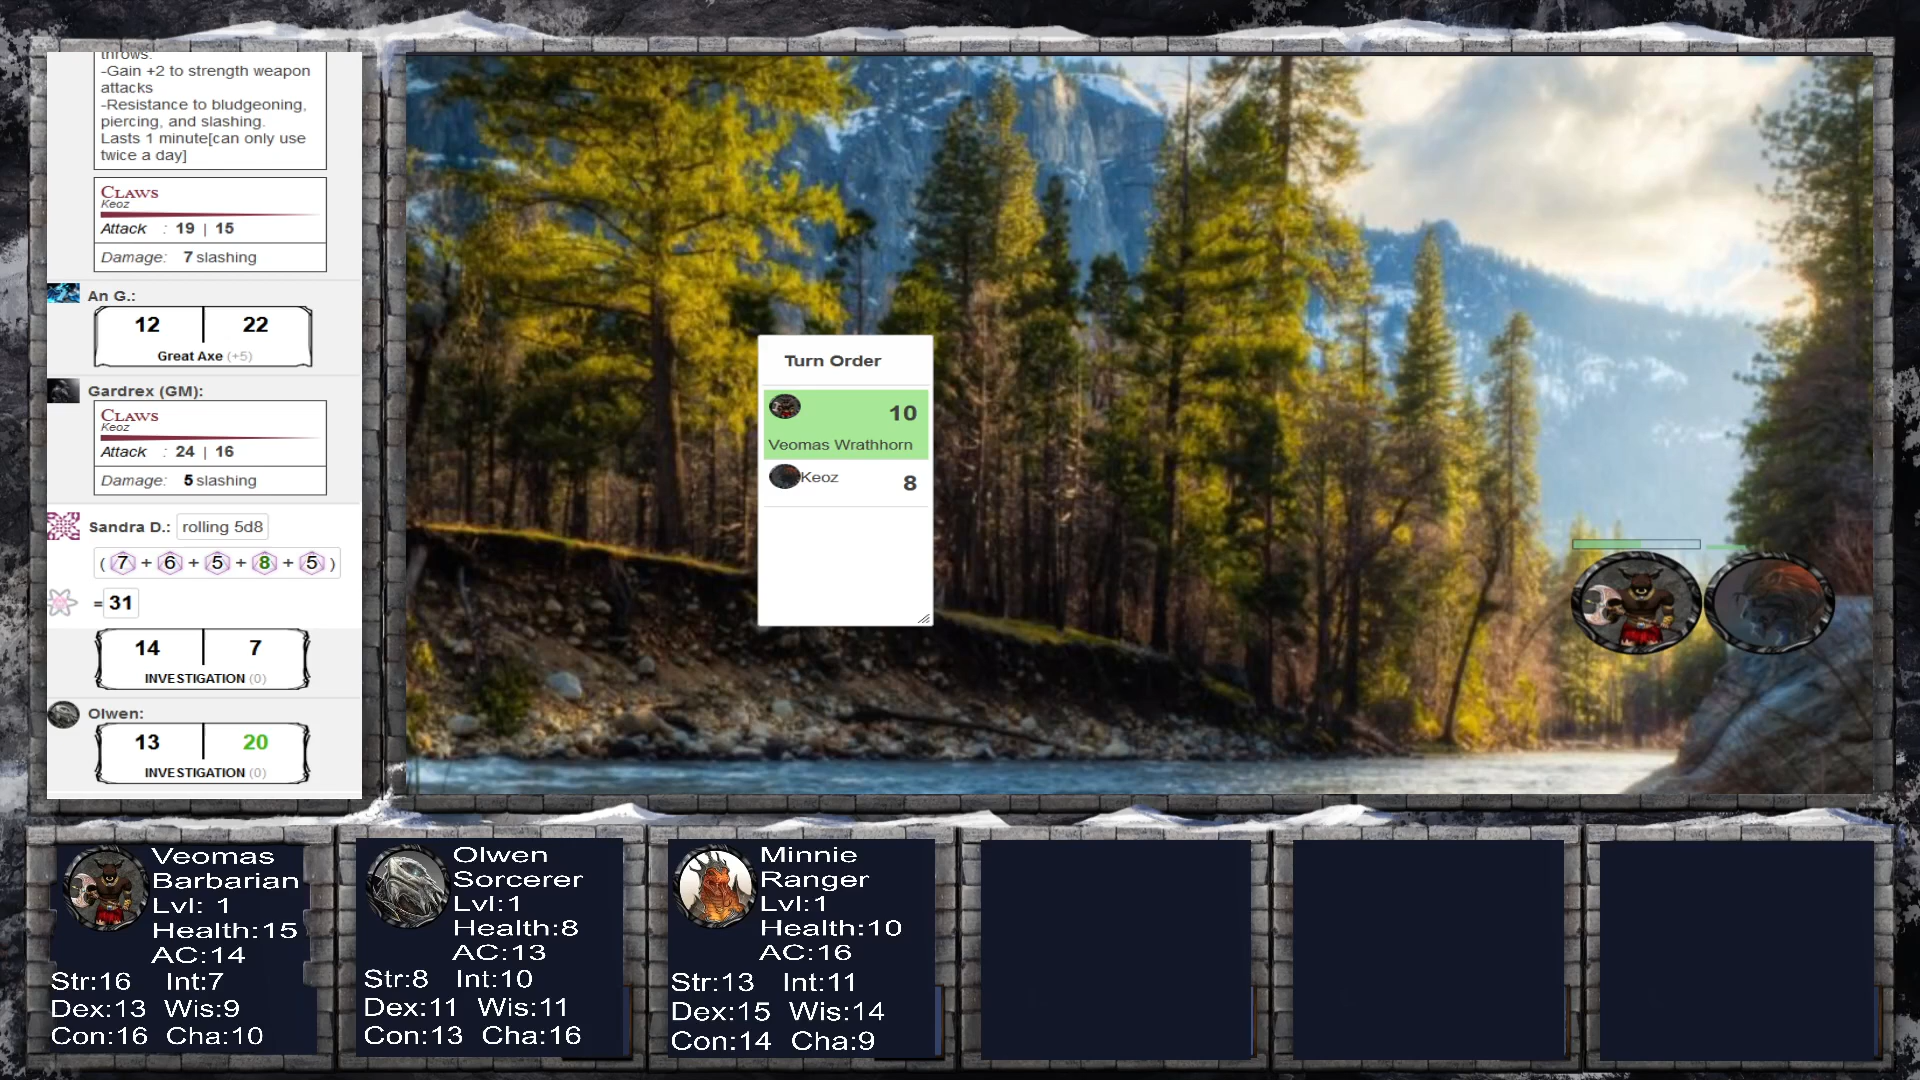 throws.
-Gain +2 to strength weapon
attacks
-Resistance to bludgeoning,
piercing, and slashing.
Lasts 1 minute[can only use
twice a day]
CLAWS
Keoz
Attack : 19 | 15
Damage: 7 slashing
An G.:
12 22
Great Axe (+5)
Gardrex (GM):
CLAWS
Keoz
Attack : 24 | 16
Damage: 5 slashing
Sandra D.: rolling 5d8
(7+6+5+8+5)
=31
14 7
INVESTIGATION (0)
Olwen:
13 20
INVESTIGATION (0)
Turn Order
10
Veomas Wrathhorn
Keoz 8
Veomas
Barbarian
Lvl: 1
Health:15
AC:14
Str:16 Int:7
Dex:13 Wis:9
Con:16 Cha:10
Olwen
Sorcerer
Lvl:1
Health:8
AC:13
Str:8 Int:10
Dex:11 Wis:11
Con:13 Cha:16
Minnie
Ranger
Lvl:1
Health:10
AC:16
Str:13 Int:11
Dex:15 Wis:14
Con:14 Cha:9